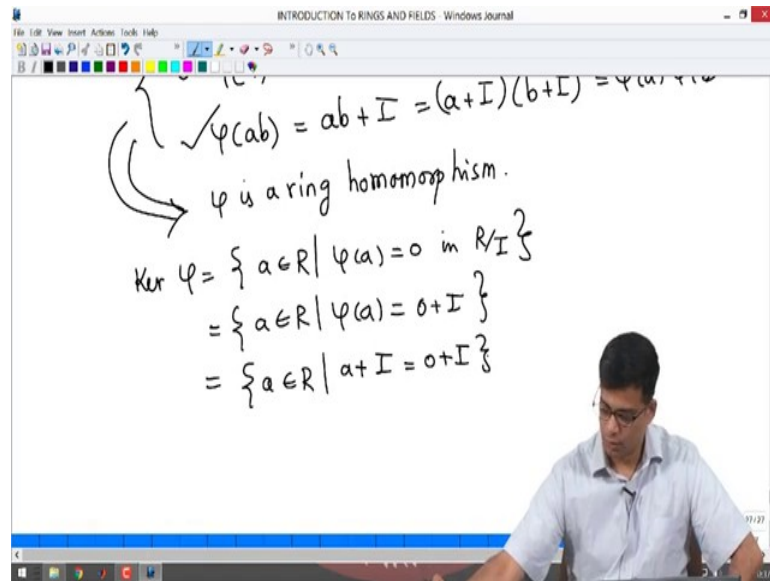 INTRODUCTION To RINGS AND FIELDS - Windows Journal
File Edit View Insert Actions Tools Help
B I
✓φ(ab) = ab + I = (a+I)(b+I) = φ(a)
φ is a ring homomorphism.
Ker φ = { a ∈ R | φ(a) = 0 in R/I }
= { a ∈ R | φ(a) = 0 + I }
= { a ∈ R | a + I = 0 + I }